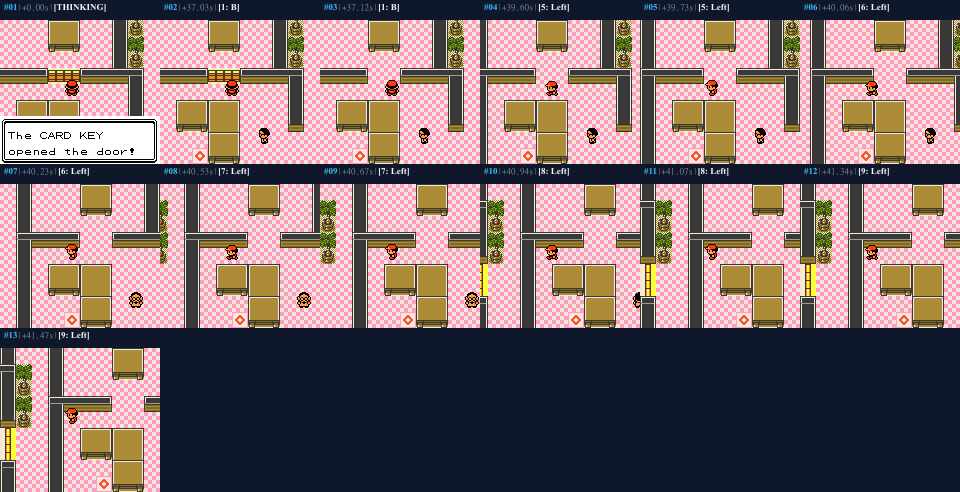 #01|+0.00s|[THINKING]
#02|+37.03s|[1: B]
#03|+37.12s|[1: B]
#04|+39.60s|[5: Left]
#05|+39.73s|[5: Left]
#06|+40.06s|[6: Left]
The CARD KEY
opened the door!
#07|+40.23s|[6: Left]
#08|+40.53s|[7: Left]
#09|+40.67s|[7: Left]
#10|+40.94s|[8: Left]
#11|+41.07s|[8: Left]
#12|+41.34s|[9: Left]
#13|+41.47s|[9: Left]